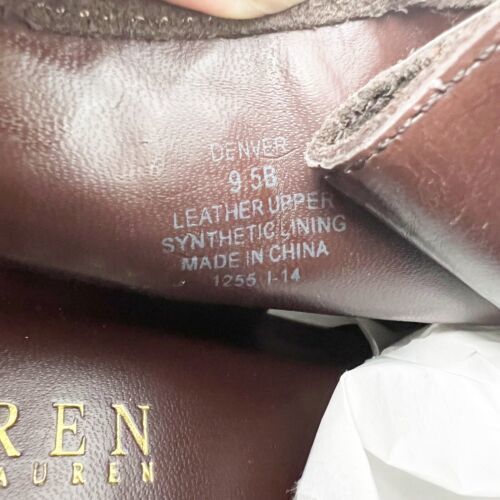 DENVER
9.5B
LEATHER UPPER
SYNTHETIC LINING
MADE IN CHINA
1255 I-14
REN
AUREN